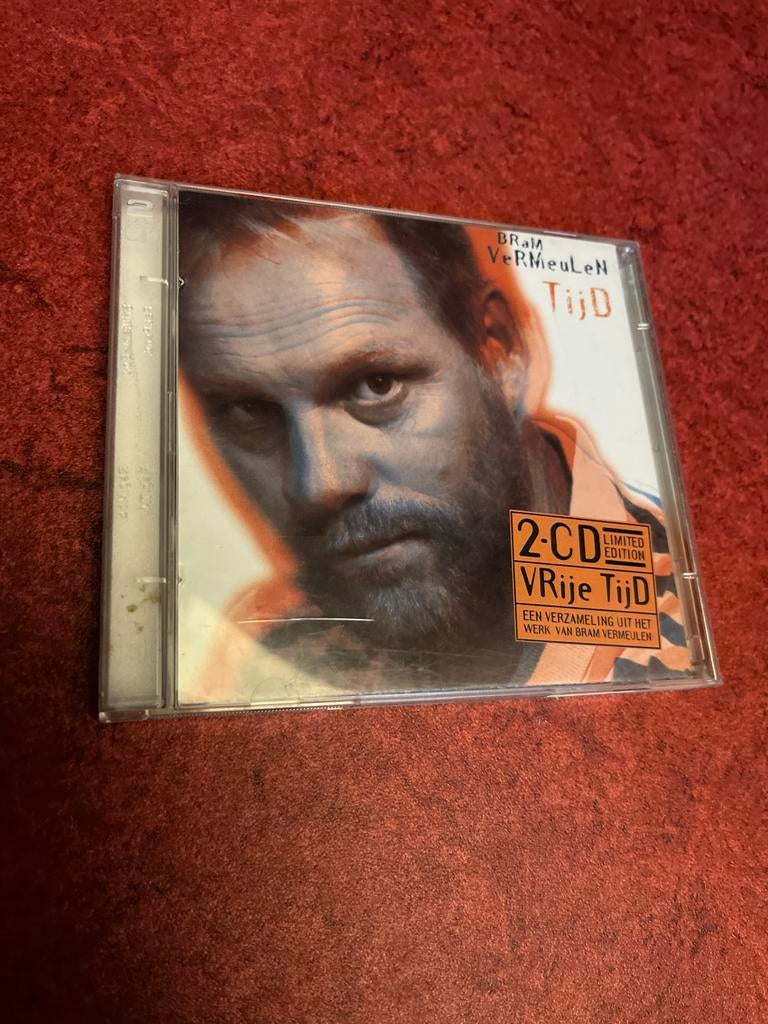 BRaM
VeRMeuLeN
TijD
2-CD LIMITED
EDITION
VRije TijD
EEN VERZAMELING UIT HET
WERK VAN BRAM VERMEULEN